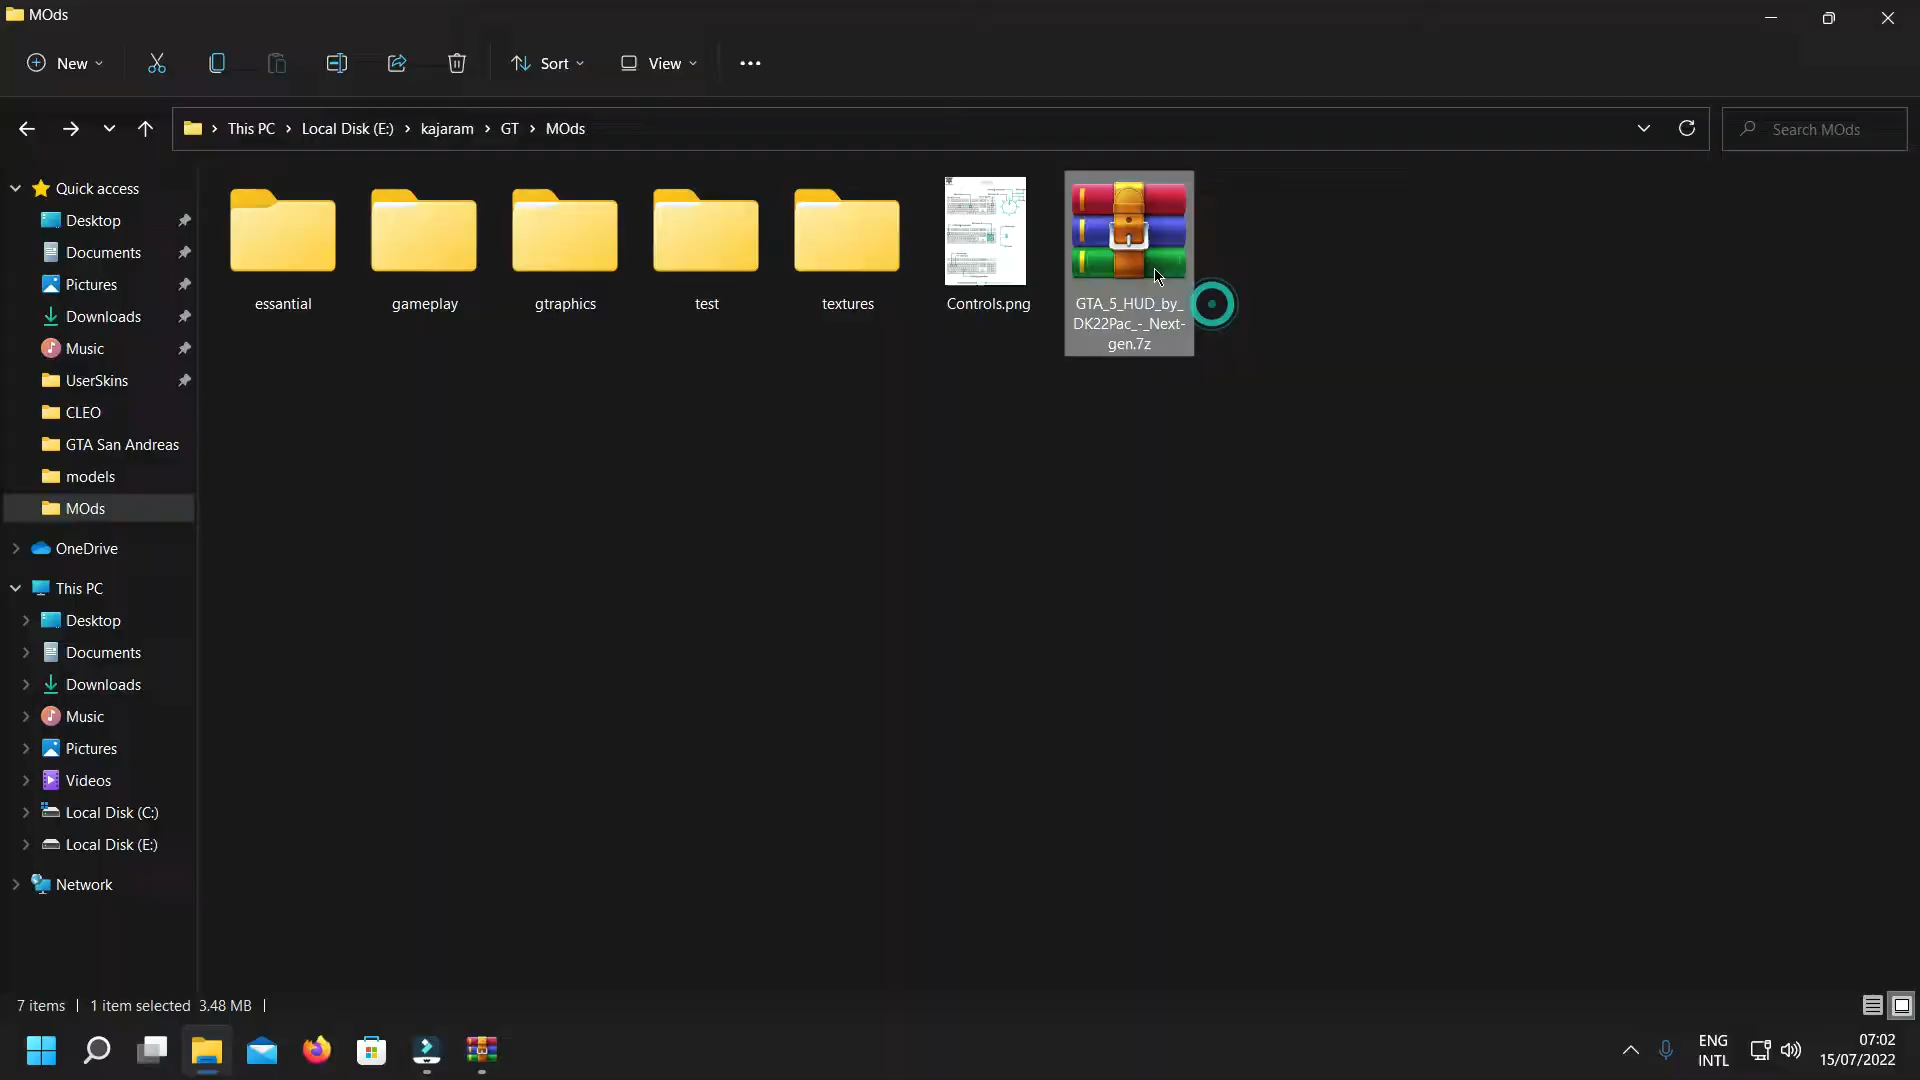 MOds
New
Sort
View
This PC
Local Disk (E:)
kajaram
GT
MOds
Search MOds
Quick access
Desktop
Documents
Pictures
Downloads
Music
UserSkins
CLEO
GTA San Andreas
models
MOds
OneDrive
This PC
Desktop
Documents
Downloads
Music
Pictures
Videos
Local Disk (C:)
Local Disk (E:)
Network
essantial
gameplay
gtraphics
test
textures
Controls.png
GTA_5_HUD_by_
DK22Pac_-_Next-
gen.7z
7 items
1 item selected 3.48 MB
ENG
INTL
07:02
15/07/2022